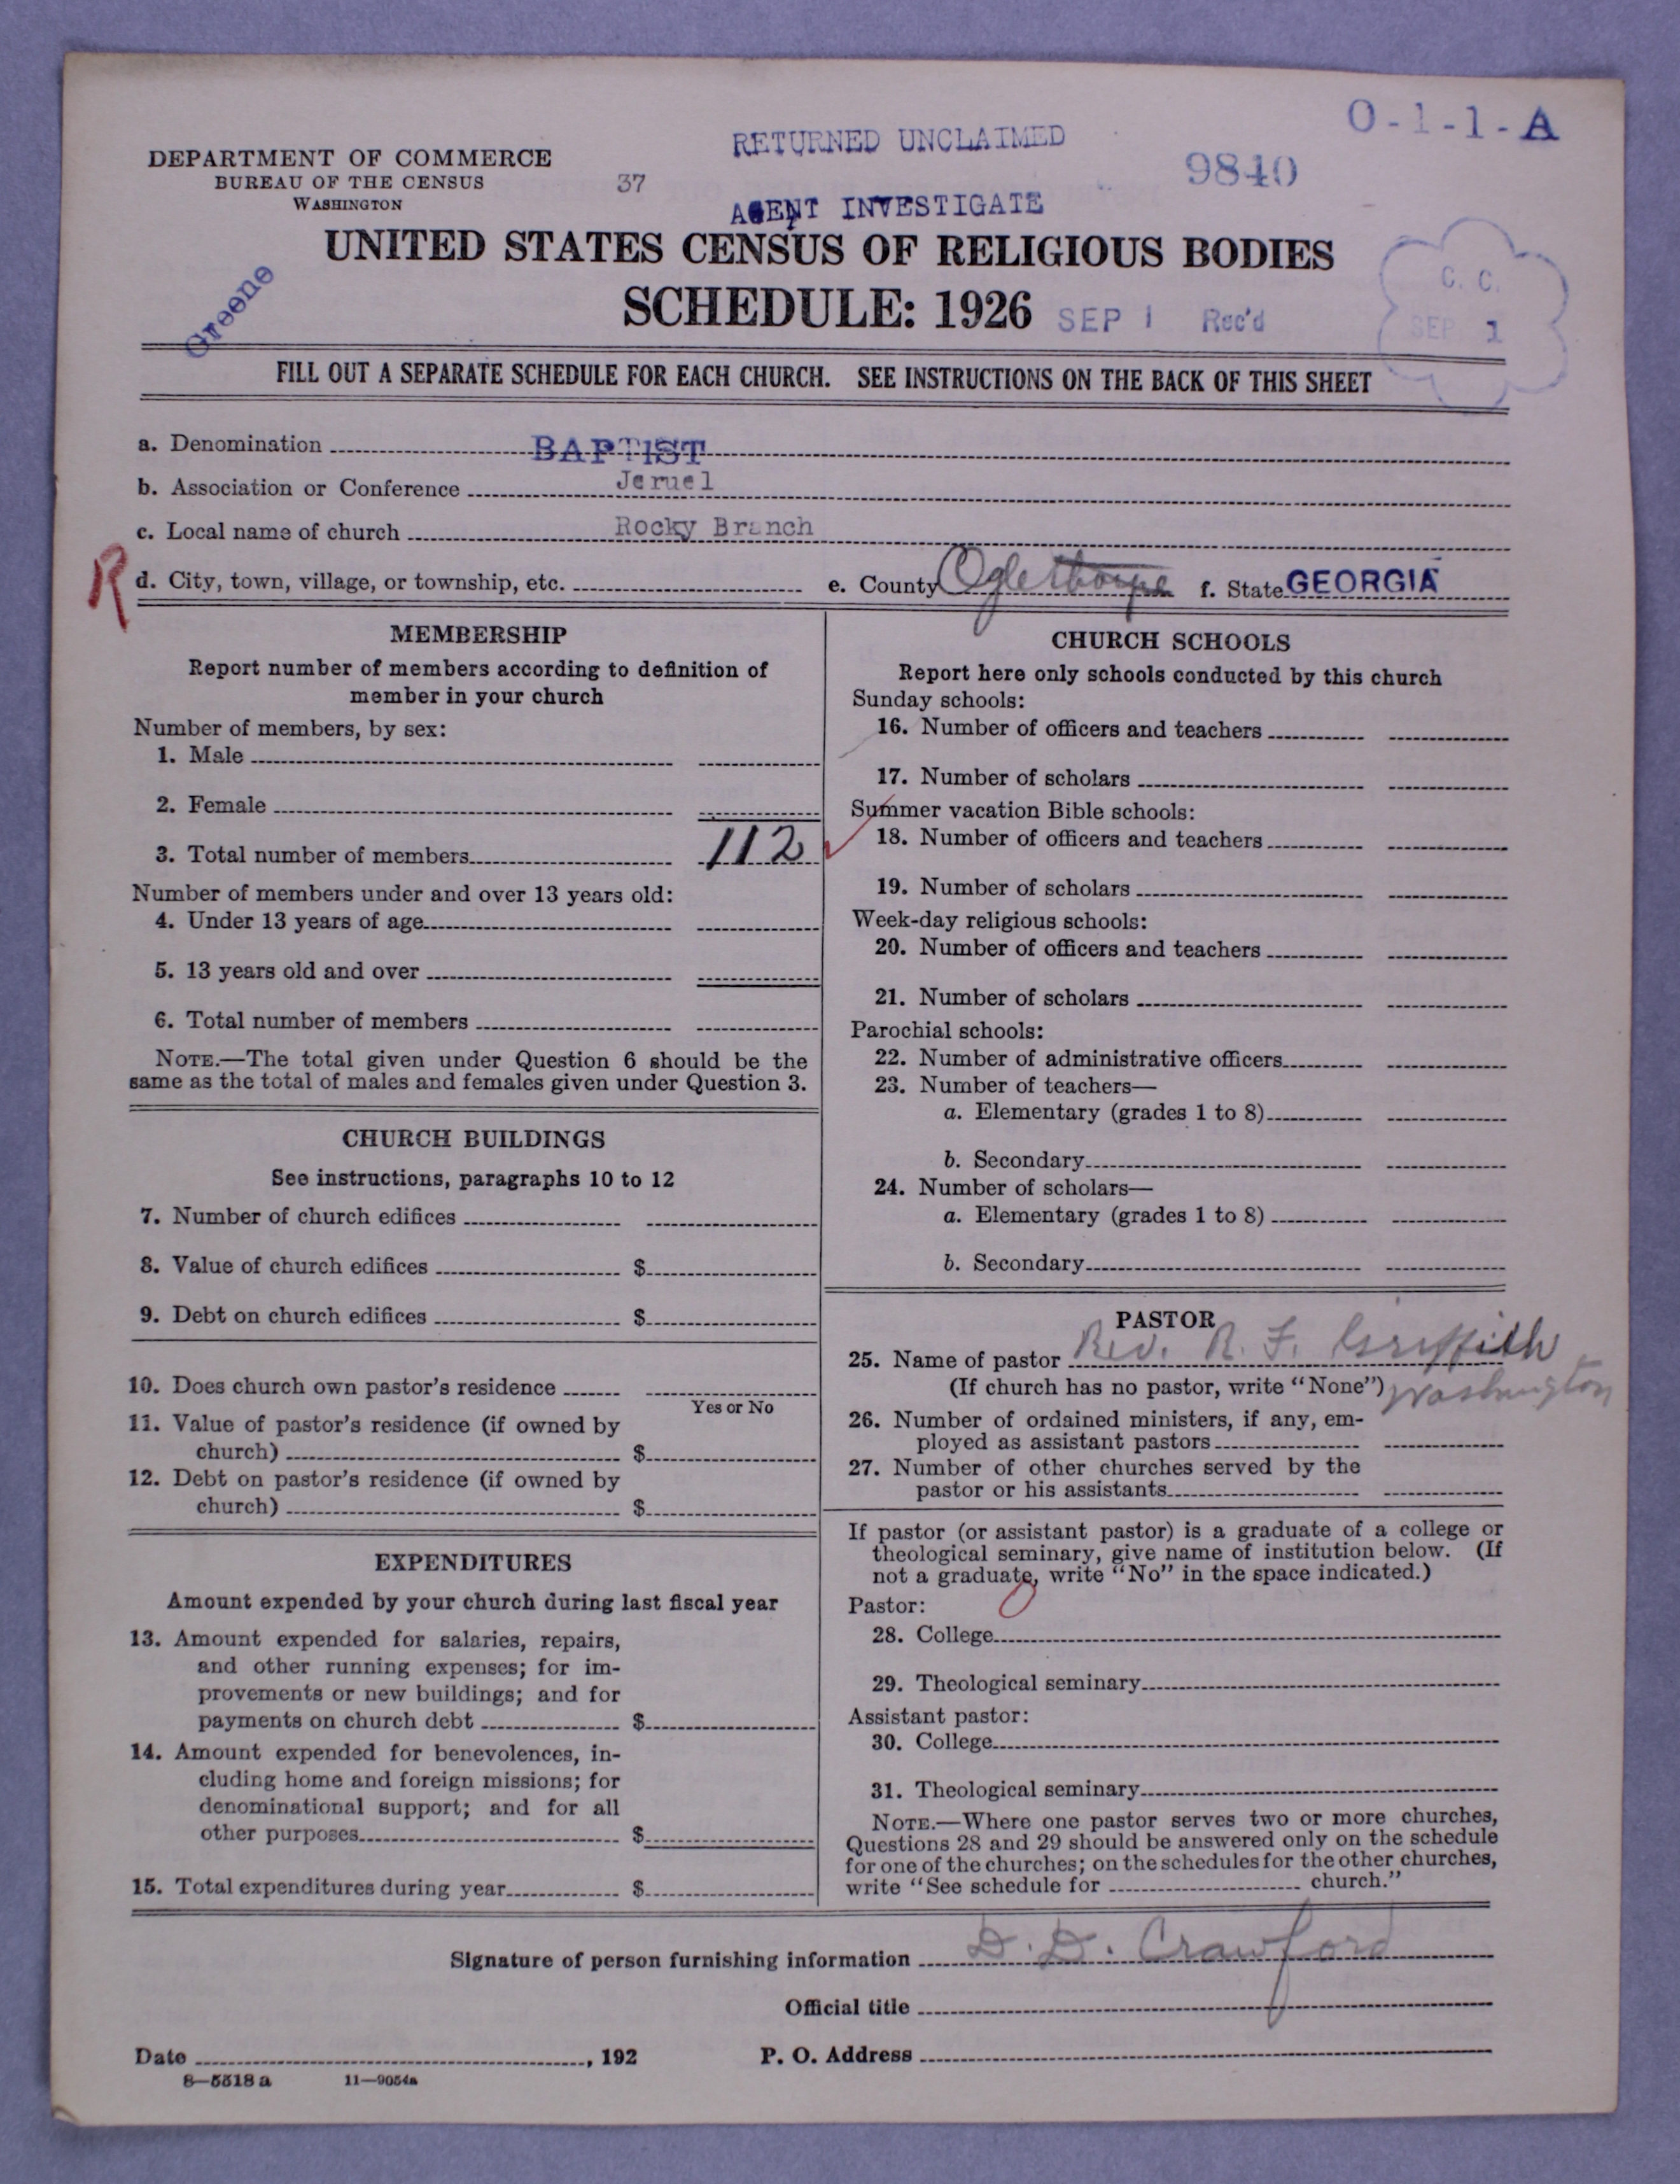 O-1-1-A
RETURNED UNCLAIMED
DEPARTMENT OF COMMERCE
BUREAU OF THE CENSUS
WASHINGTON
37
9840
AGENT INVESTIGATE
UNITED STATES CENSUS OF RELIGIOUS BODIES
SCHEDULE: 1926
SEP 1 Rec'd
C. C.
SEP 1
Greene
FILL OUT A SEPARATE SCHEDULE FOR EACH CHURCH. SEE INSTRUCTIONS ON THE BACK OF THIS SHEET
a. Denomination BAPTIST
b. Association or Conference Jeruel
c. Local name of church Rocky Branch
R
d. City, town, village, or township, etc. e. County Oglethorpe f. State GEORGIA
MEMBERSHIP
Report number of members according to definition of
member in your church
Number of members, by sex:
1. Male
2. Female
3. Total number of members 112
Number of members under and over 13 years old:
4. Under 13 years of age
5. 13 years old and over
6. Total number of members
NOTE.—The total given under Question 6 should be the
same as the total of males and females given under Question 3.
CHURCH BUILDINGS
See instructions, paragraphs 10 to 12
7. Number of church edifices
8. Value of church edifices $
9. Debt on church edifices $
10. Does church own pastor's residence
Yes or No
11. Value of pastor's residence (if owned by
church) $
12. Debt on pastor's residence (if owned by
church) $
EXPENDITURES
Amount expended by your church during last fiscal year
13. Amount expended for salaries, repairs,
and other running expenses; for im-
provements or new buildings; and for
payments on church debt $
14. Amount expended for benevolences, in-
cluding home and foreign missions; for
denominational support; and for all
other purposes $
15. Total expenditures during year $
CHURCH SCHOOLS
Report here only schools conducted by this church
Sunday schools:
16. Number of officers and teachers
17. Number of scholars
Summer vacation Bible schools:
18. Number of officers and teachers
19. Number of scholars
Week-day religious schools:
20. Number of officers and teachers
21. Number of scholars
Parochial schools:
22. Number of administrative officers
23. Number of teachers—
a. Elementary (grades 1 to 8)
b. Secondary
24. Number of scholars—
a. Elementary (grades 1 to 8)
b. Secondary
PASTOR
25. Name of pastor Rev. R. F. Griffith
(If church has no pastor, write "None") Washington
26. Number of ordained ministers, if any, em-
ployed as assistant pastors
27. Number of other churches served by the
pastor or his assistants
If pastor (or assistant pastor) is a graduate of a college or
theological seminary, give name of institution below. (If
not a graduate, write "No" in the space indicated.)
Pastor:
28. College
29. Theological seminary
Assistant pastor:
30. College
31. Theological seminary
NOTE.—Where one pastor serves two or more churches,
Questions 28 and 29 should be answered only on the schedule
for one of the churches; on the schedules for the other churches,
write "See schedule for church."
Signature of person furnishing information D. D. Crawford
Official title
Date , 192 P. O. Address
8—5518 a 11—9054a